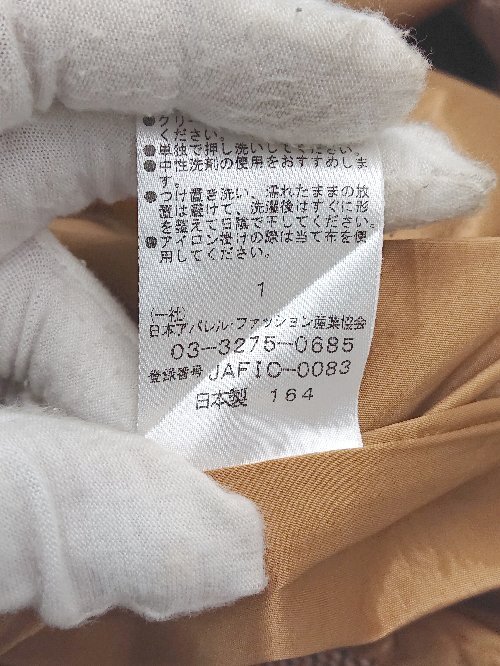 ●クリー
ください。
●単独で押し洗いしてください。
●中性洗剤の使用をおすすめしま
す。
●つけ置き洗い、濡れたままの放
置は避けて、洗濯後はすぐに形
を整えて日陰で干してください。
●アイロン掛けの際は当て布を使
用してください。
1
(一社)
日本アパレル・ファッション産業協会
03-3275-0685
登録番号 JAFIC-0083
日本製 164